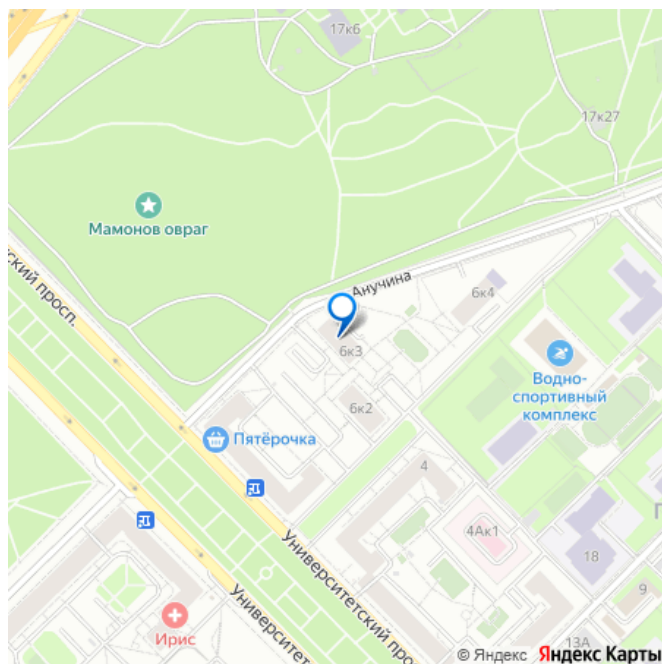 17к6
17к27
Мамонов овраг
ский просп.
Анучина
6к4
6к3
Водно-
спортивный
комплекс
6к2
Пятёрочка
4
4Ак1
П
18
Университетский про
9
Университет
Ирис
13А
© Яндекс Яндекс Карты